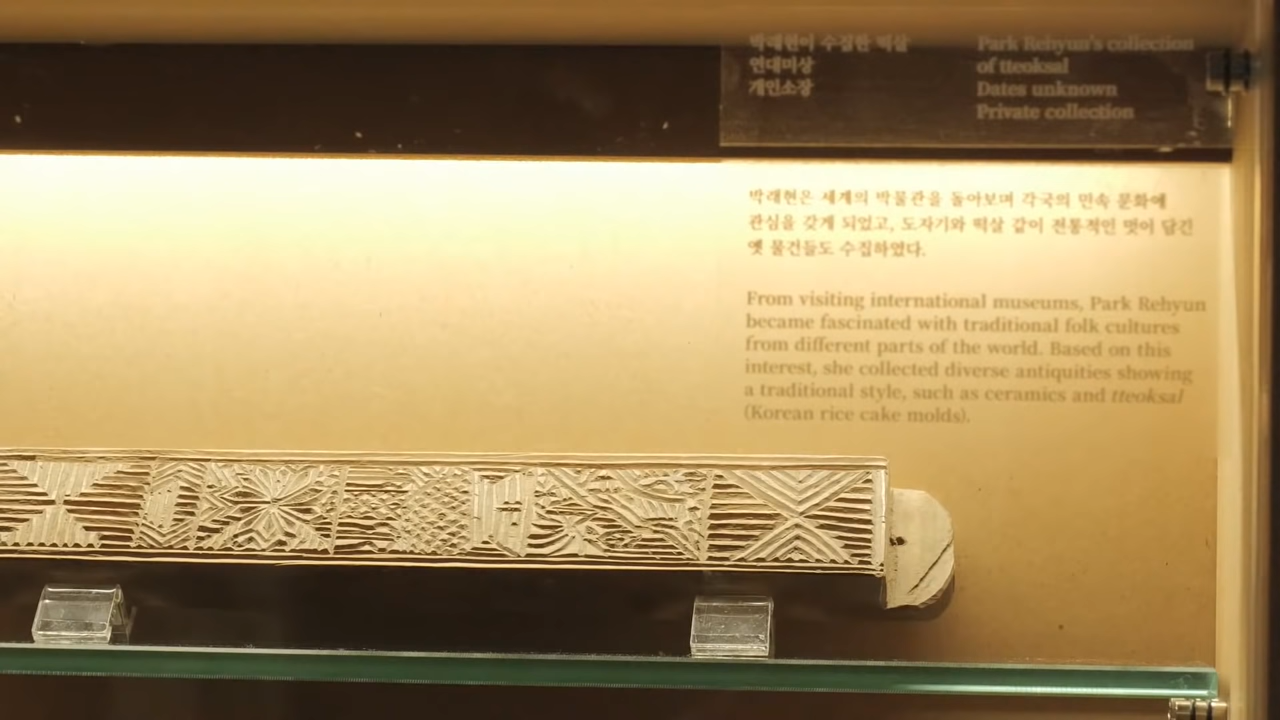 박래현이 수집한 떡살
연대미상
개인소장
Park Rehyun's collection
of tteoksal
Dates unknown
Private collection
박래현은 세계의 박물관을 돌아보며 각국의 민속 문화에
관심을 갖게 되었고, 도자기와 떡살 같이 전통적인 멋이 담긴
옛 물건들도 수집하였다.
From visiting international museums, Park Rehyun
became fascinated with traditional folk cultures
from different parts of the world. Based on this
interest, she collected diverse antiquities showing
a traditional style, such as ceramics and tteoksal
(Korean rice cake molds).